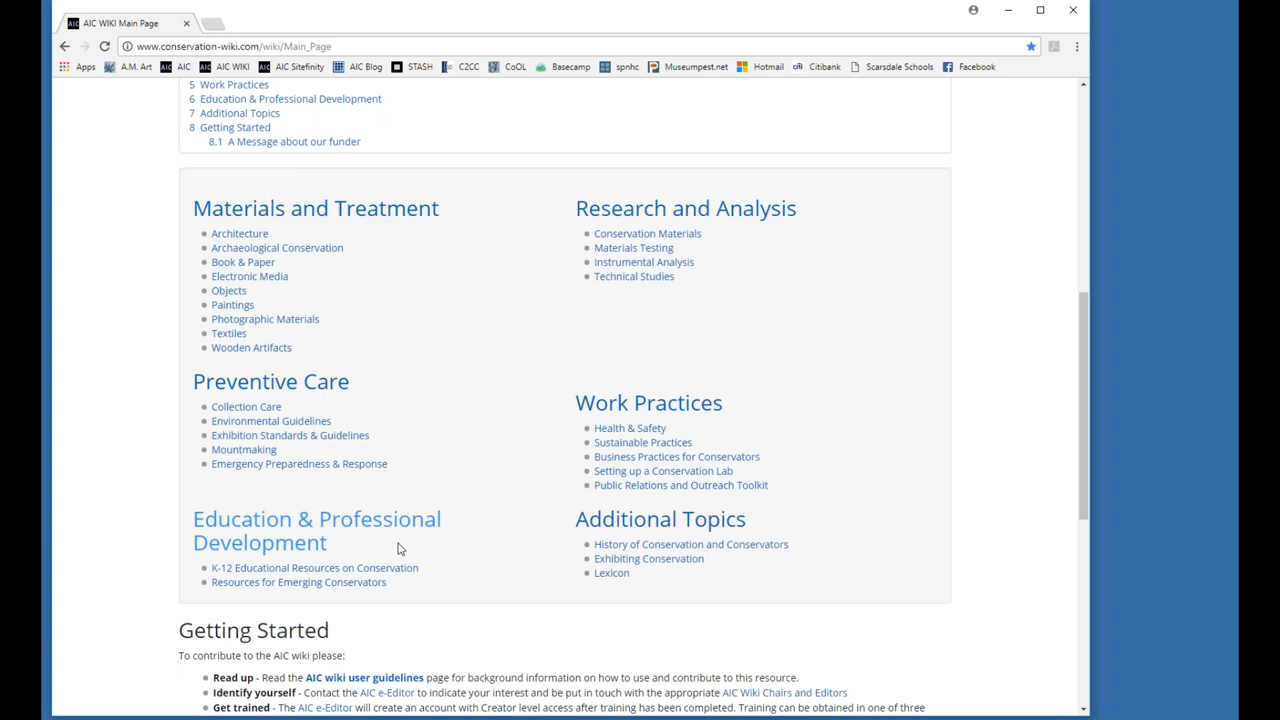 AIC WIKI Main Page
www.conservation-wiki.com/wiki/Main_Page
Apps A.M. Art AIC AIC WIKI AIC Sitefinity AIC Blog STASH C2CC CoOL Basecamp spnhc Museumpest.net Hotmail Citibank Scarsdale Schools Facebook
5 Work Practices
6 Education & Professional Development
7 Additional Topics
8 Getting Started
8.1 A Message about our funder
Materials and Treatment
Architecture
Archaeological Conservation
Book & Paper
Electronic Media
Objects
Paintings
Photographic Materials
Textiles
Wooden Artifacts
Research and Analysis
Conservation Materials
Materials Testing
Instrumental Analysis
Technical Studies
Preventive Care
Collection Care
Environmental Guidelines
Exhibition Standards & Guidelines
Mountmaking
Emergency Preparedness & Response
Work Practices
Health & Safety
Sustainable Practices
Business Practices for Conservators
Setting up a Conservation Lab
Public Relations and Outreach Toolkit
Education & Professional
Development
K-12 Educational Resources on Conservation
Resources for Emerging Conservators
Additional Topics
History of Conservation and Conservators
Exhibiting Conservation
Lexicon
Getting Started
To contribute to the AIC wiki please:
Read up - Read the AIC wiki user guidelines page for background information on how to use and contribute to this resource.
Identify yourself - Contact the AIC e-Editor to indicate your interest and be put in touch with the appropriate AIC Wiki Chairs and Editors
Get trained - The AIC e-Editor will create an account with Creator level access after training has been completed. Training can be obtained in one of three